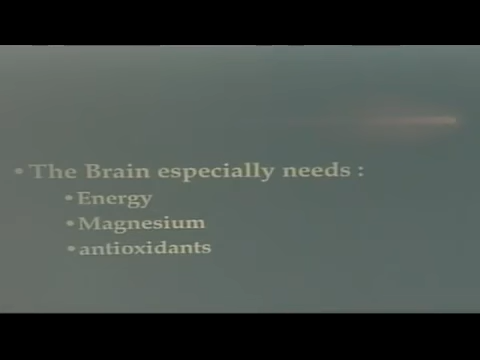 • The Brain especially needs :
• Energy
• Magnesium
• antioxidants